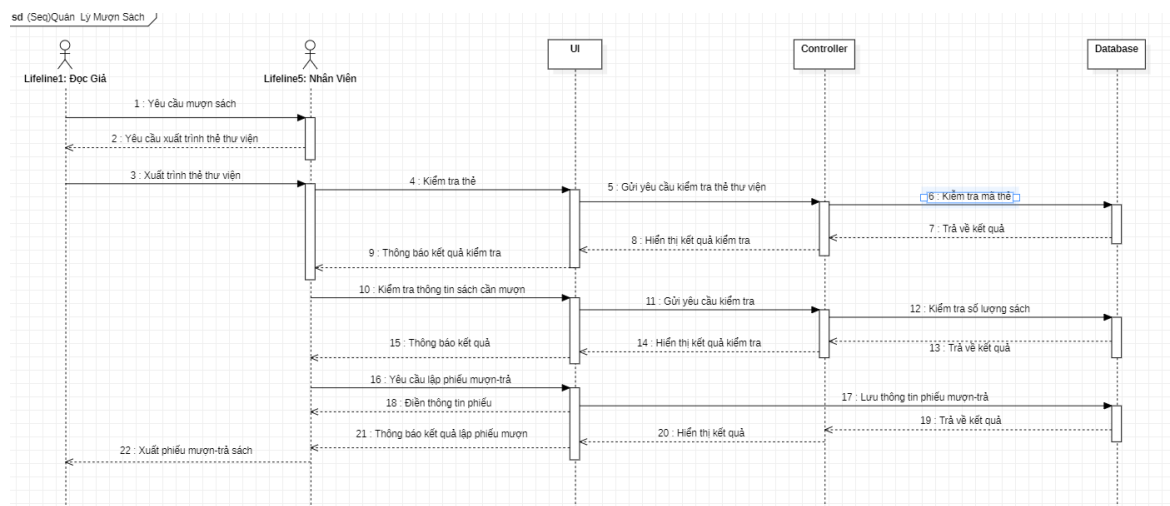 sd (Seq)Quản Lý Mượn Sách
Lifeline1: Đọc Giả
Lifeline5: Nhân Viên
UI
Controller
Database
1 : Yêu cầu mượn sách
2 : Yêu cầu xuất trình thẻ thư viện
3 : Xuất trình thẻ thư viện
4 : Kiểm tra thẻ
5 : Gửi yêu cầu kiểm tra thẻ thư viện
6 : Kiểm tra mã thẻ
7 : Trả về kết quả
8 : Hiển thị kết quả kiểm tra
9 : Thông báo kết quả kiểm tra
10 : Kiểm tra thông tin sách cần mượn
11 : Gửi yêu cầu kiểm tra
12 : Kiểm tra số lượng sách
13 : Trả về kết quả
14 : Hiển thị kết quả kiểm tra
15 : Thông báo kết quả
16 : Yêu cầu lập phiếu mượn-trả
17 : Lưu thông tin phiếu mượn-trả
18 : Điền thông tin phiếu
19 : Trả về kết quả
20 : Hiển thị kết quả
21 : Thông báo kết quả lập phiếu mượn
22 : Xuất phiếu mượn-trả sách